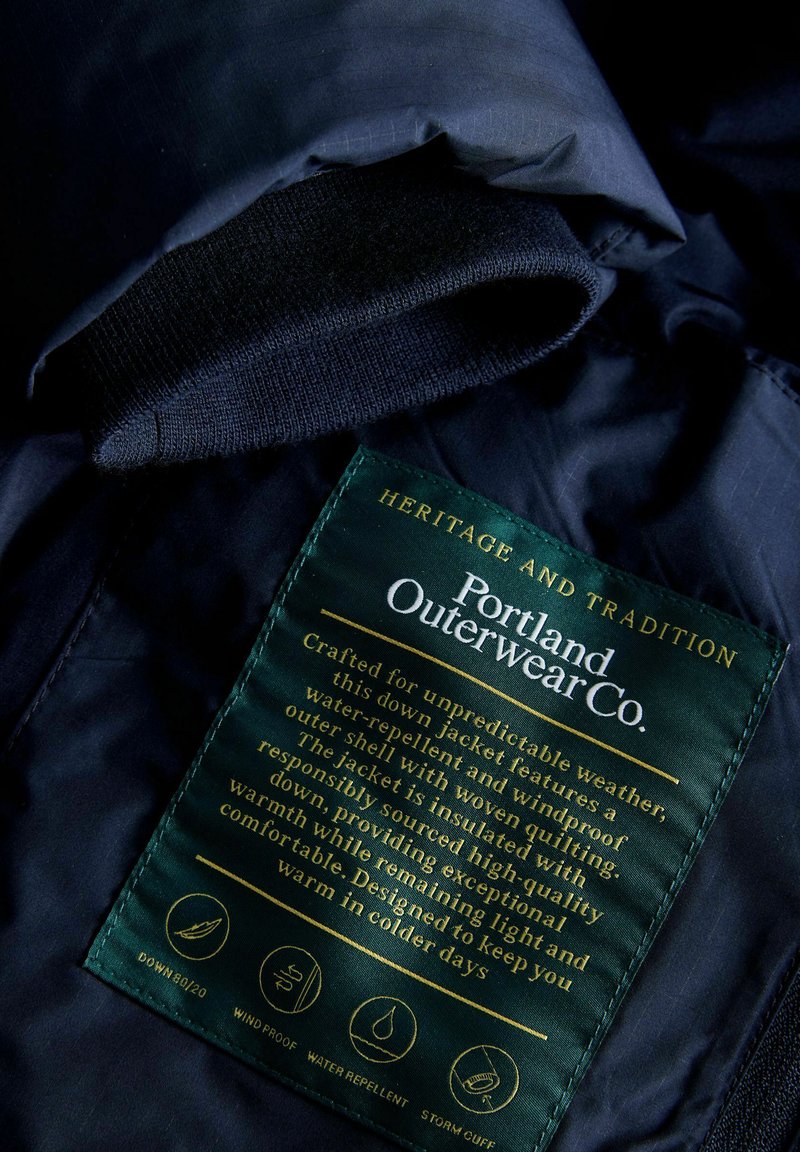 HERITAGE AND TRADITION
Portland
Outerwear Co.
Crafted for unpredictable weather,
this down jacket features a
water-repellent and windproof
outer shell with woven quilting.
The jacket is insulated with
responsibly sourced high-quality
down, providing exceptional
warmth while remaining light and
comfortable. Designed to keep you
warm in colder days
DOWN 80/20
WINDPROOF
WATER REPELLENT
STORM CUFF